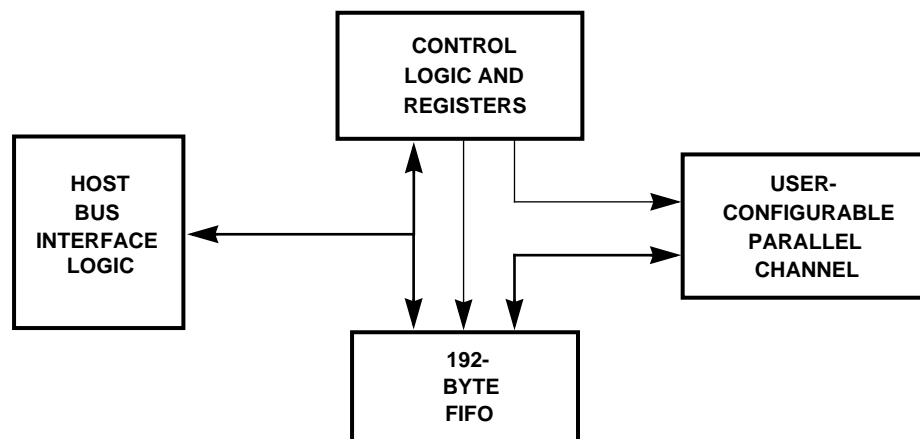 CONTROL
LOGIC AND
REGISTERS
HOST
BUS
INTERFACE
LOGIC
USER-
CONFIGURABLE
PARALLEL
CHANNEL
192-
BYTE
FIFO